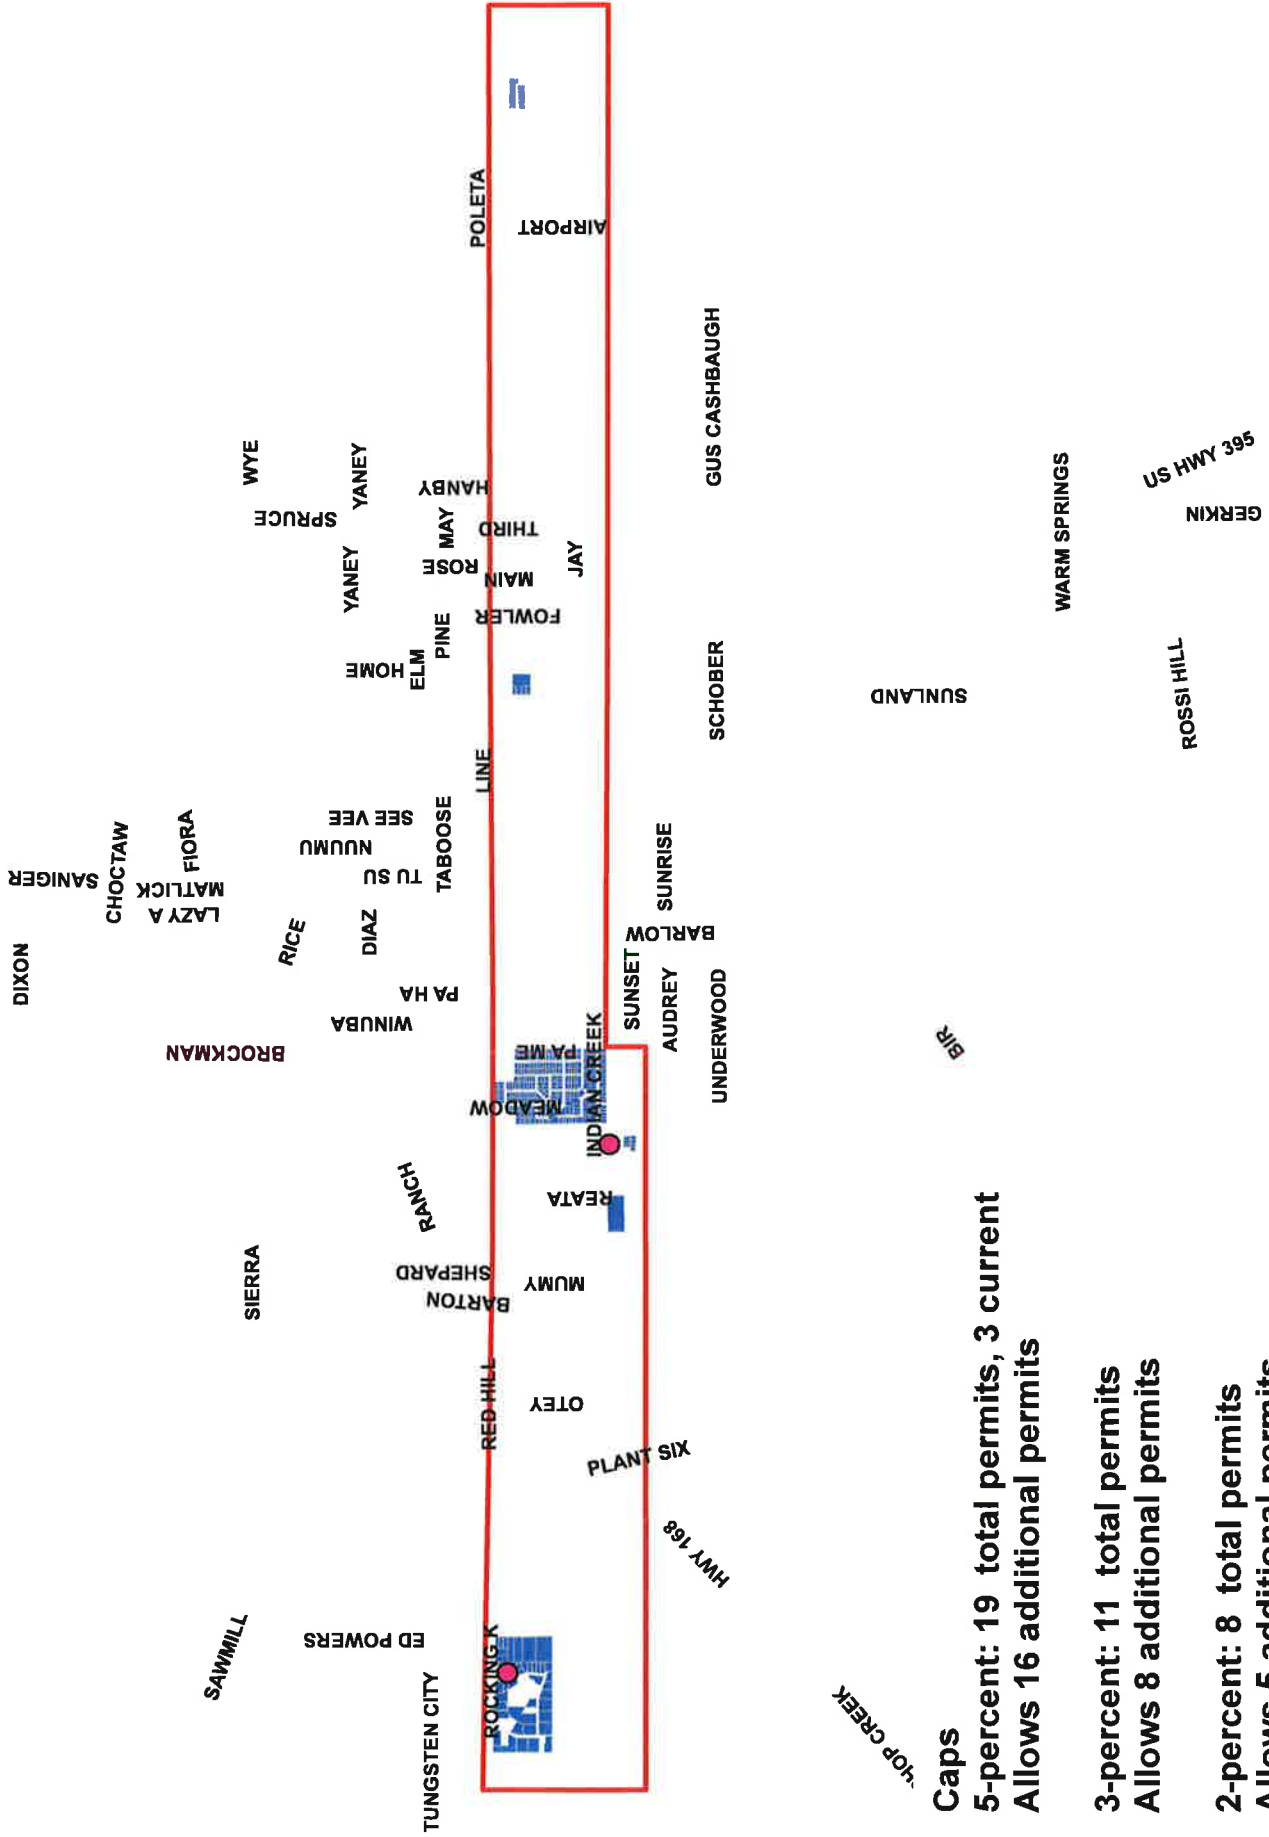 DIXON
SANIGER
CHOCTAW
FIORA
MATLICK
LAZY A
WYE
SPRUCE
YANEY
YANEY
HANBY
MAY
THIRD
ROSE
MAIN
JAY
FOWLER
PINE
HOME
ELM
POLETA
AIRPORT
LINE
SEE VEE
NUUMU
TU SU
TABOOSE
RICE
DIAZ
PA HA
WINUBA
BROCKMAN
PA ME
MEADOW
INDIAN CREEK
SUNRISE
BARLOW
SUNSET
AUDREY
UNDERWOOD
GUS CASHBAUGH
SCHOBER
SUNLAND
WARM SPRINGS
US HWY 395
GERKIN
ROSSI HILL
BIR
RANCH
REATA
SIERRA
SHEPARD
BARTON
MUMY
RED HILL
OTEY
PLANT SIX
HWY 168
SAWMILL
ED POWERS
TUNGSTEN CITY
ROCKING K
HOP CREEK
Caps
5-percent: 19 total permits, 3 current
Allows 16 additional permits
3-percent: 11 total permits
Allows 8 additional permits
2-percent: 8 total permits
Allows 5 additional permits